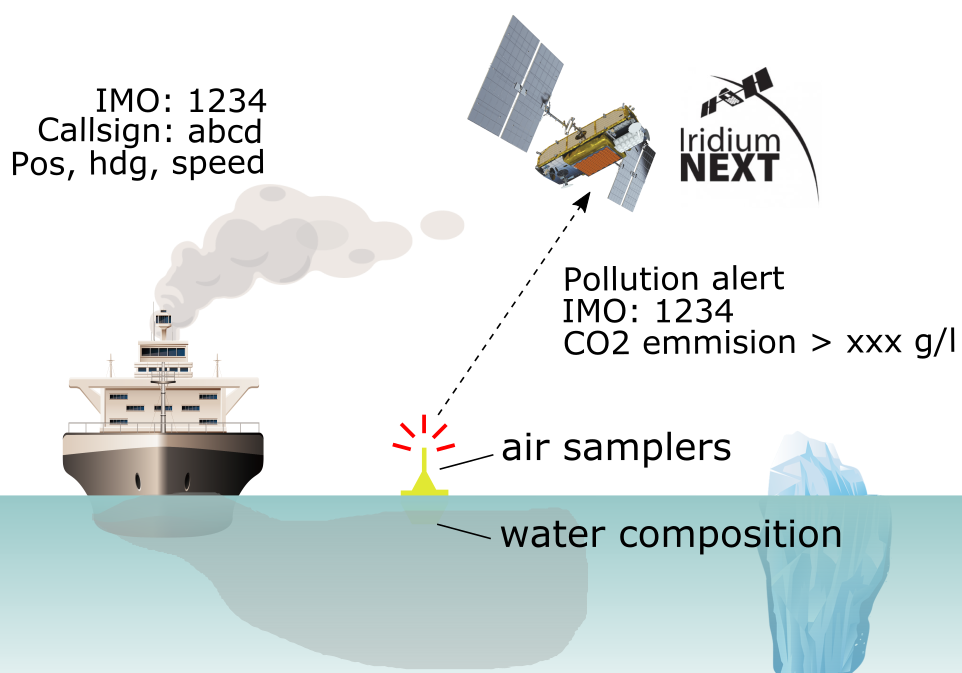 IMO: 1234
Callsign: abcd
Pos, hdg, speed
Iridium
NEXT
Pollution alert
IMO: 1234
CO2 emmision > xxx g/l
air samplers
water composition